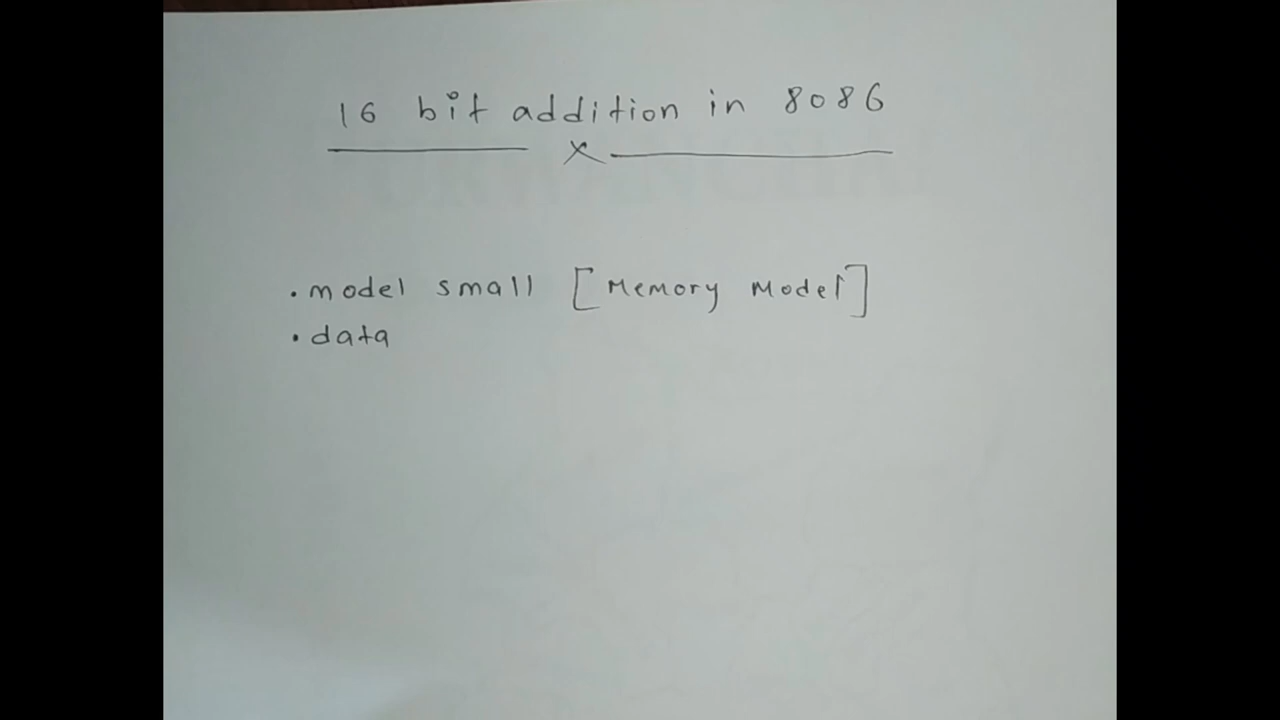 16 bit addition in 8086
x
.model small [Memory Model]
.data